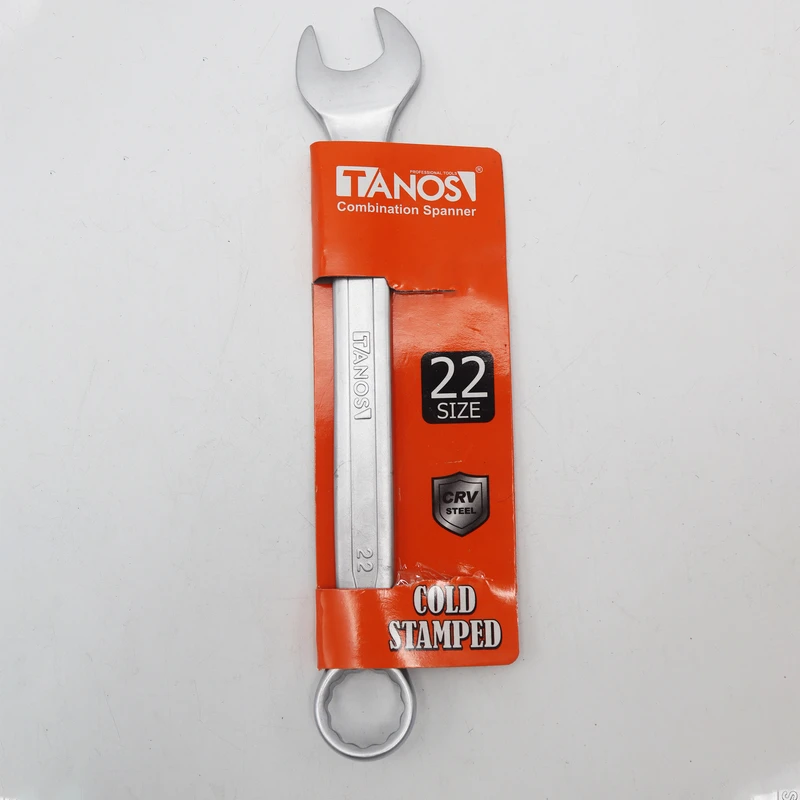 PROFESSIONAL TOOLS
TANOS®
Combination Spanner
TANOS
22
SIZE
CRV
STEEL
22
COLD
STAMPED